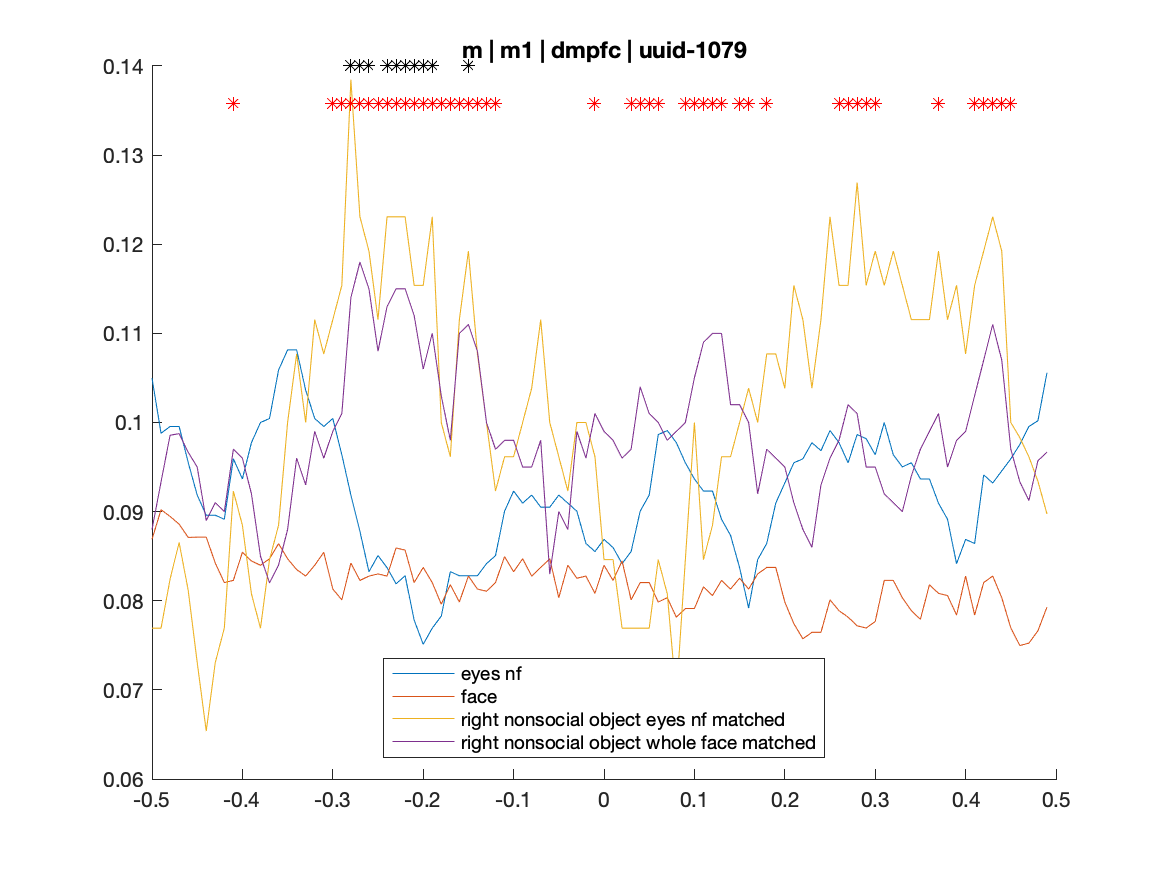 m | m1 | dmpfc | uuid-1079
0.14
0.13
0.12
0.11
0.1
0.09
0.08
0.07
0.06
eyes nf
face
right nonsocial object eyes nf matched
right nonsocial object whole face matched
-0.5 -0.4 -0.3 -0.2 -0.1 0 0.1 0.2 0.3 0.4 0.5